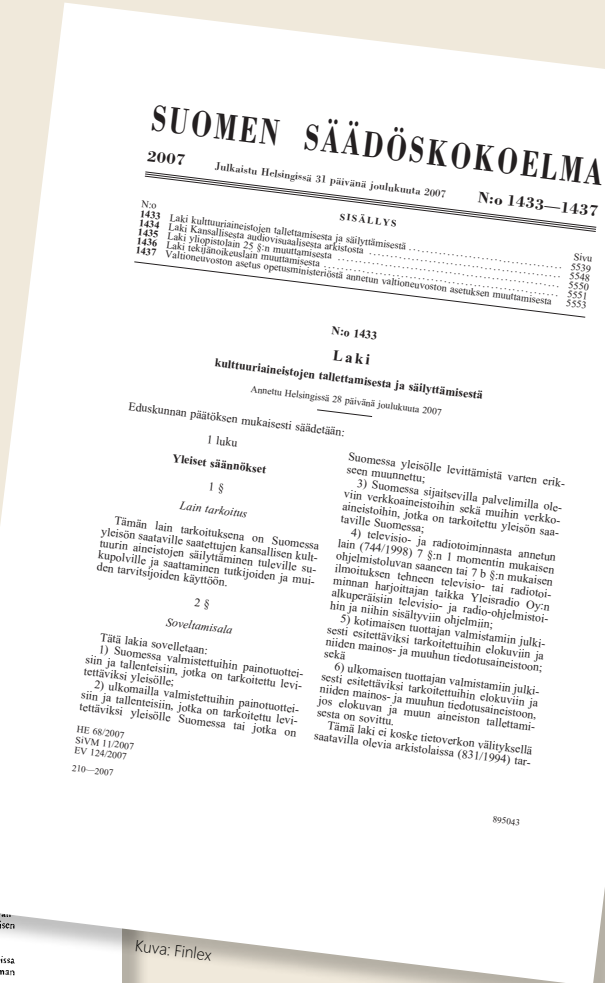 SUOMEN SÄÄDÖSKOKOELMA
2007 Julkaistu Helsingissä 31 päivänä joulukuuta 2007 N:o 1433—1437
SISÄLLYS
N:o Sivu
1433 Laki kulttuuriaineistojen tallettamisesta ja säilyttämisestä 5539
1434 Laki Kansallisesta audiovisuaalisesta arkistosta 5548
1435 Laki yliopistolain 25 §:n muuttamisesta 5550
1436 Laki tekijänoikeuslain muuttamisesta 5551
1437 Valtioneuvoston asetus opetusministeriöstä annetun valtioneuvoston asetuksen muuttamisesta 5553
N:o 1433
Laki
kulttuuriaineistojen tallettamisesta ja säilyttämisestä
Annettu Helsingissä 28 päivänä joulukuuta 2007
Eduskunnan päätöksen mukaisesti säädetään:
1 luku
Yleiset säännökset
1 §
Lain tarkoitus
Tämän lain tarkoituksena on Suomessa
yleisön saataville saatettujen kansallisen kult-
tuurin aineistojen säilyttäminen tuleville su-
kupolville ja saattaminen tutkijoiden ja mui-
den tarvitsijoiden käyttöön.
2 §
Soveltamisala
Tätä lakia sovelletaan:
1) Suomessa valmistettuihin painotuottei-
siin ja tallenteisiin, jotka on tarkoitettu levi-
tettäviksi yleisölle;
2) ulkomailla valmistettuihin painotuottei-
siin ja tallenteisiin, jotka on tarkoitettu levi-
tettäviksi yleisölle Suomessa tai jotka on
HE 68/2007
SiVM 11/2007
EV 124/2007
210—2007
Suomessa yleisölle levittämistä varten erik-
seen muunnettu;
3) Suomessa sijaitsevilla palvelimilla ole-
viin verkkoaineistoihin sekä muihin verkko-
aineistoihin, jotka on tarkoitettu yleisön saa-
taville Suomessa;
4) televisio- ja radiotoiminnasta annetun
lain (744/1998) 7 §:n 1 momentin mukaisen
ohjelmistoluvan saaneen tai 7 b §:n mukaisen
ilmoituksen tehneen televisio- tai radiotoi-
minnan harjoittajan taikka Yleisradio Oy:n
alkuperäisiin televisio- ja radio-ohjelmistoi-
hin ja niihin sisältyviin ohjelmiin;
5) kotimaisen tuottajan valmistamiin julki-
sesti esitettäviksi tarkoitettuihin elokuviin ja
niiden mainos- ja muuhun tiedotusaineistoon;
sekä
6) ulkomaisen tuottajan valmistamiin julki-
sesti esitettäviksi tarkoitettuihin elokuviin ja
niiden mainos- ja muuhun tiedotusaineistoon,
jos elokuvan ja muun aineiston tallettami-
sesta on sovittu.
Tämä laki ei koske tietoverkon välityksellä
saatavilla olevia arkistolaissa (831/1994) tar-
895043
Kuva: Finlex